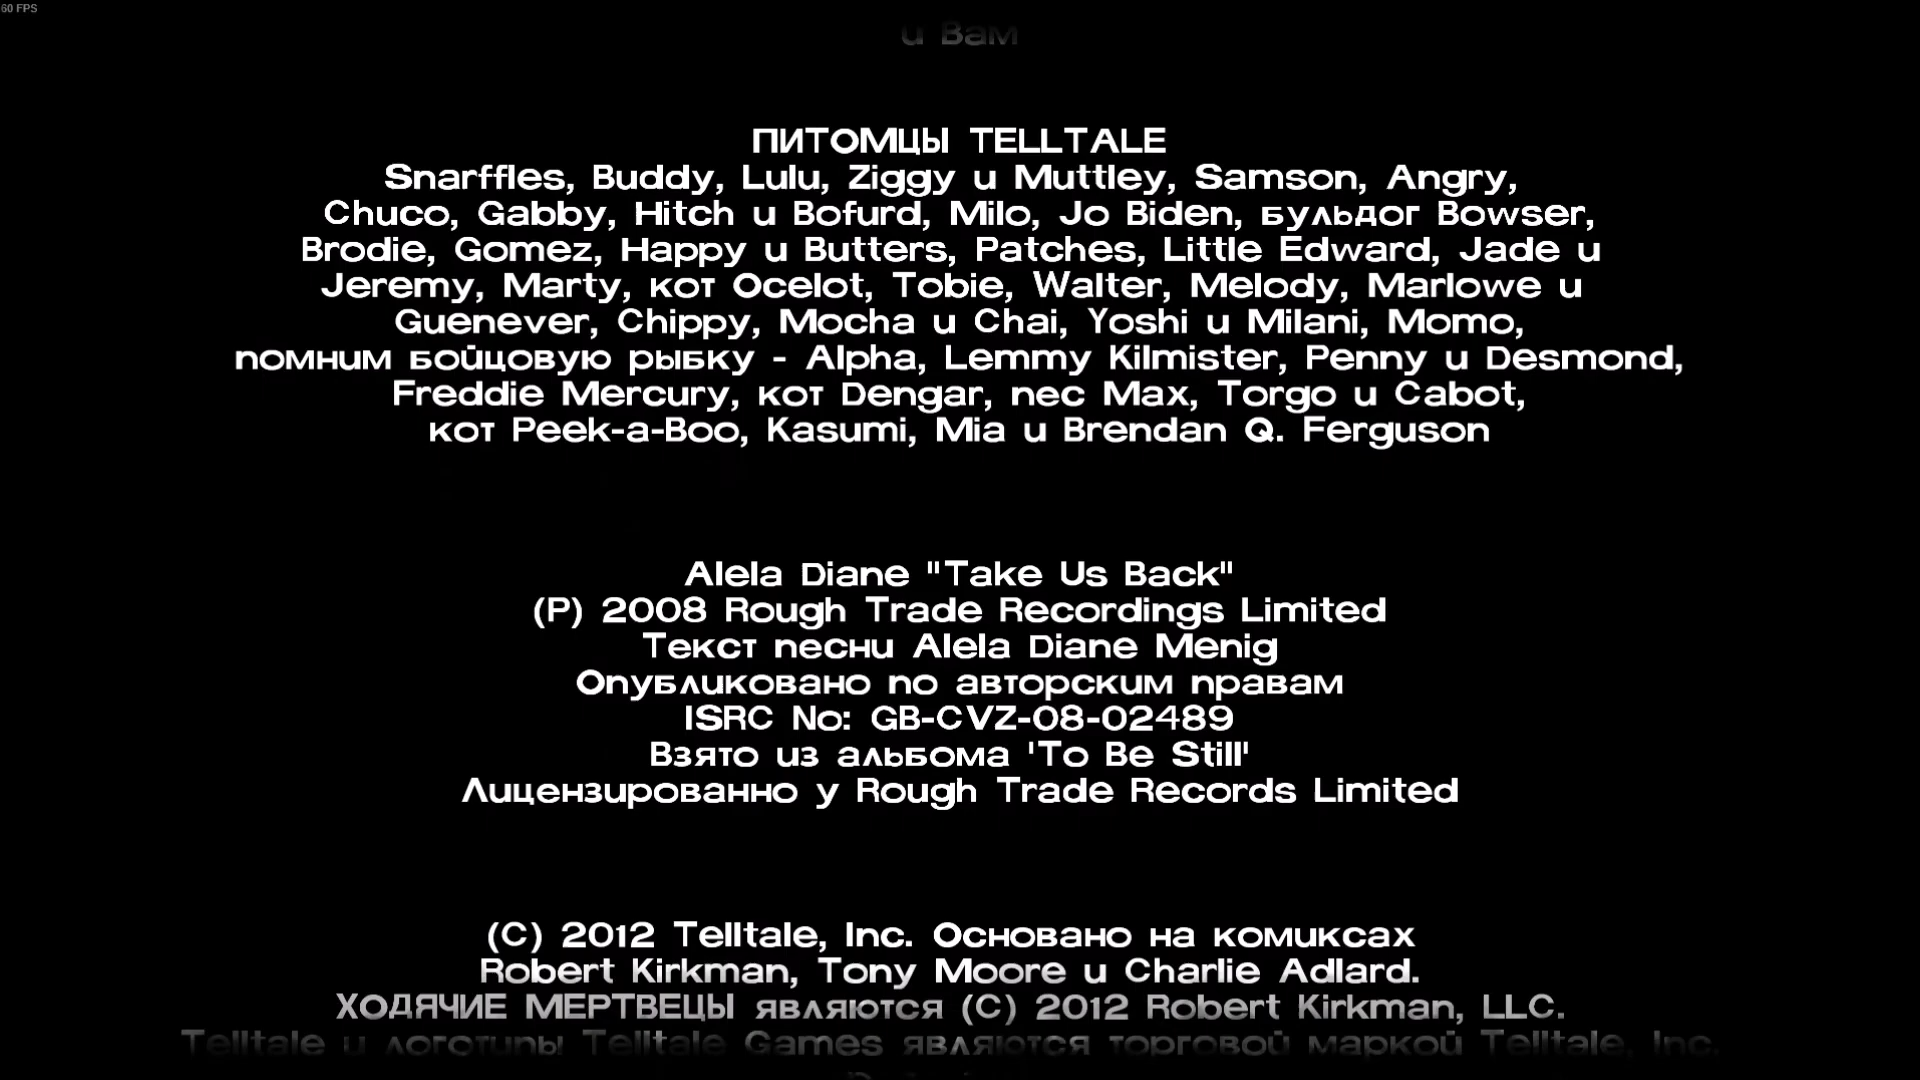 60 FPS
и Вам
ПИТОМЦЫ TELLTALE
Snarffles, Buddy, Lulu, Ziggy и Muttley, Samson, Angry,
Chuco, Gabby, Hitch и Bofurd, Milo, Jo Biden, бульдог Bowser,
Brodie, Gomez, Happy и Butters, Patches, Little Edward, Jade и
Jeremy, Marty, кот Ocelot, Tobie, Walter, Melody, Marlowe и
Guenever, Chippy, Mocha и Chai, Yoshi и Milani, Momo,
помним бойцовую рыбку - Alpha, Lemmy Kilmister, Penny и Desmond,
Freddie Mercury, кот Dengar, пес Max, Torgo и Cabot,
кот Peek-a-Boo, Kasumi, Mia и Brendan Q. Ferguson
Alela Diane "Take Us Back"
(P) 2008 Rough Trade Recordings Limited
Текст песни Alela Diane Menig
Опубликовано по авторским правам
ISRC No: GB-CVZ-08-02489
Взято из альбома 'To Be Still'
Лицензированно у Rough Trade Records Limited
(C) 2012 Telltale, Inc. Основано на комиксах
Robert Kirkman, Tony Moore и Charlie Adlard.
ХОДЯЧИЕ МЕРТВЕЦЫ являются (C) 2012 Robert Kirkman, LLC.
Telltale и логотипы Telltale Games являются торговой маркой Telltale, Inc.